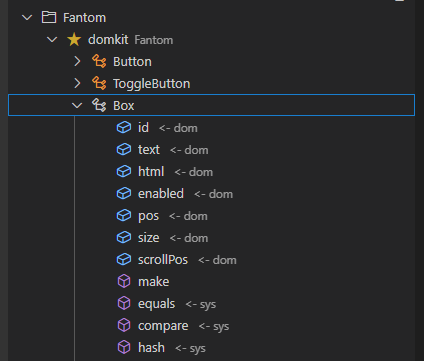 Fantom
domkit Fantom
Button
ToggleButton
Box
id <- dom
text <- dom
html <- dom
enabled <- dom
pos <- dom
size <- dom
scrollPos <- dom
make
equals <- sys
compare <- sys
hash <- sys